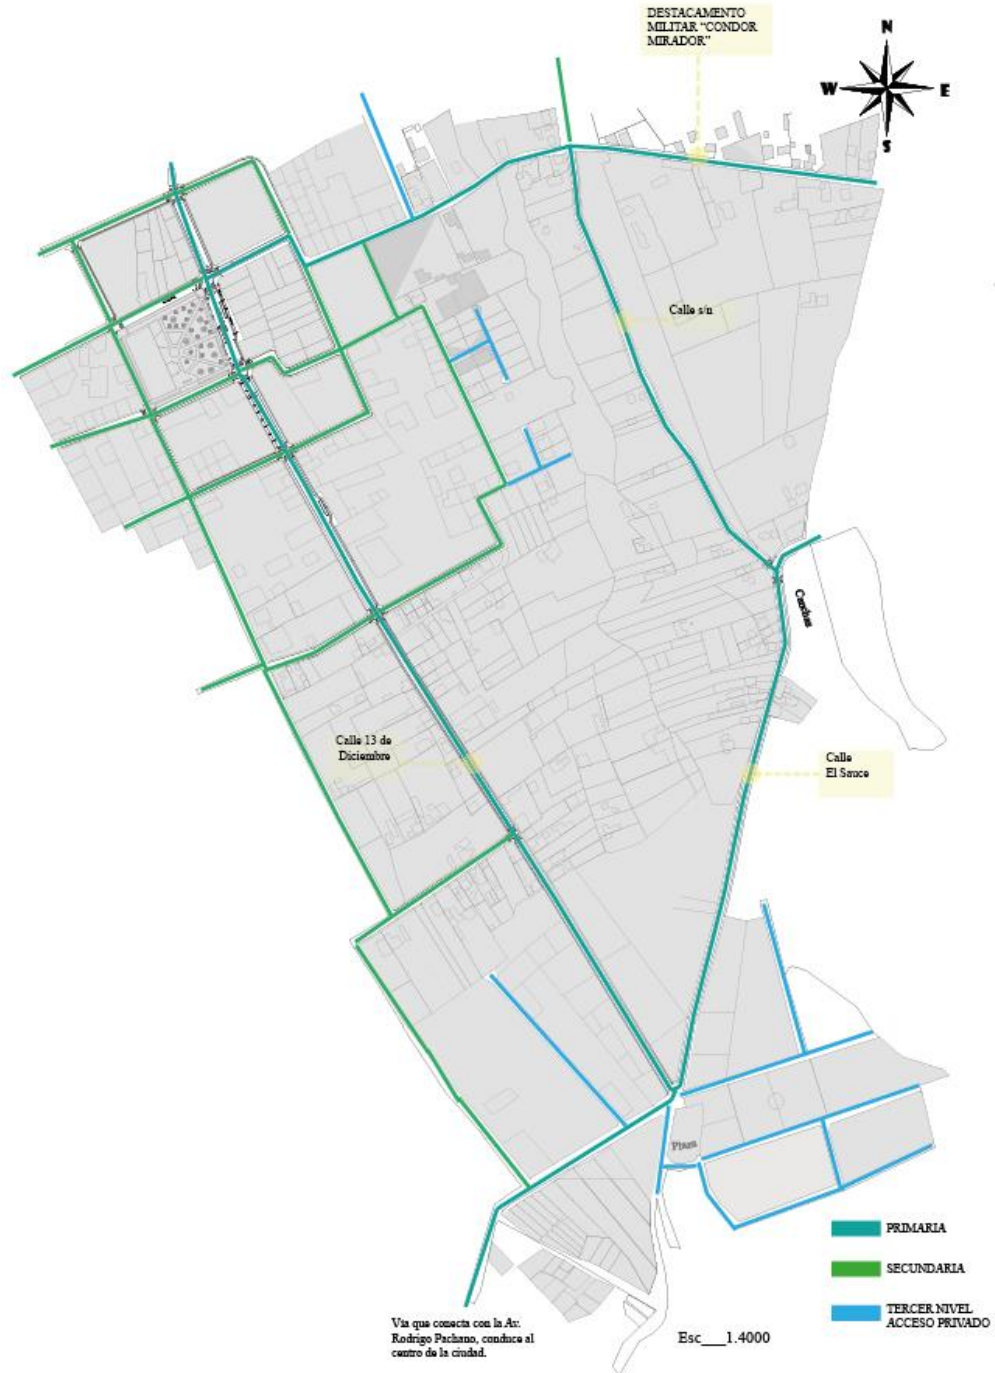 DESTACAMENTO
MILITAR "CONDOR
MIRADOR"
N
W
E
S
Calle s/n
Canchas
Calle 13 de
Diciembre
Calle
El Sauce
Plaza
PRIMARIA
SECUNDARIA
TERCER NIVEL
ACCESO PRIVADO
Vía que conecta con la Av.
Rodrigo Pachano, conduce al
centro de la ciudad.
Esc___1.4000